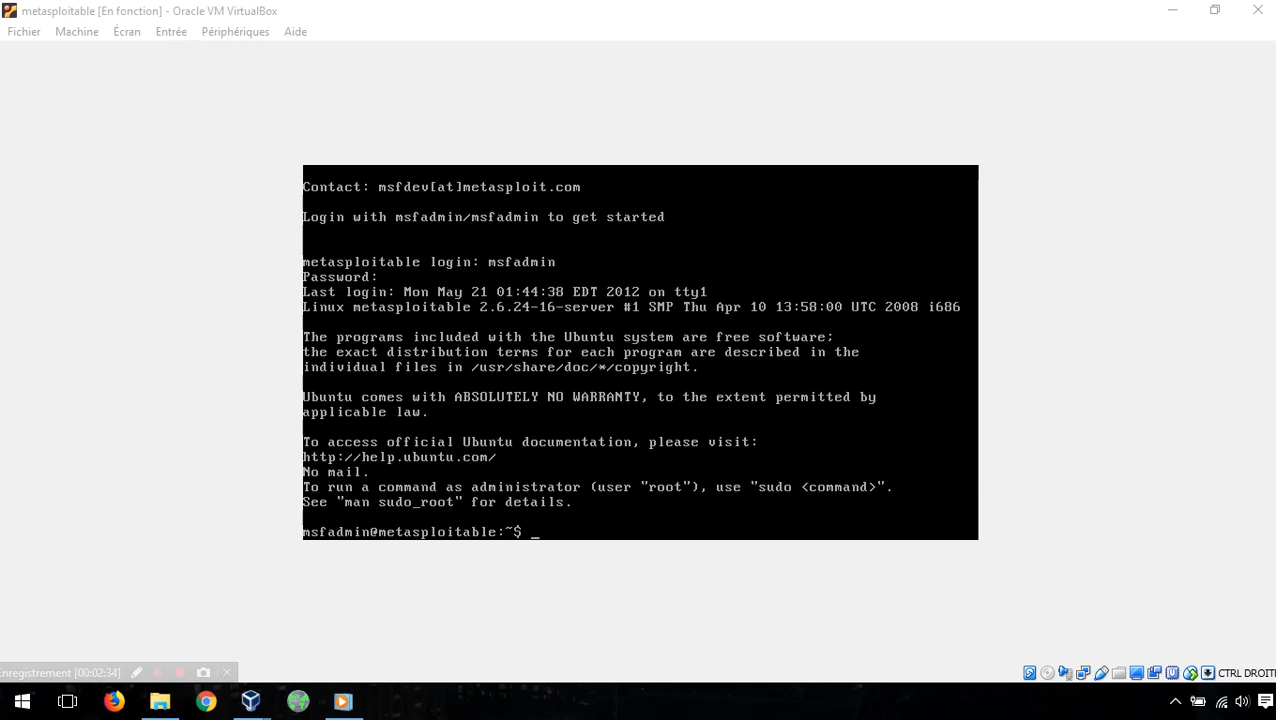 metasploitable [En fonction] - Oracle VM VirtualBox
Fichier Machine Écran Entrée Périphériques Aide
Contact: msfdev[at]metasploit.com
Login with msfadmin/msfadmin to get started
metasploitable login: msfadmin
Password:
Last login: Mon May 21 01:44:38 EDT 2012 on tty1
Linux metasploitable 2.6.24-16-server #1 SMP Thu Apr 10 13:58:00 UTC 2008 i686
The programs included with the Ubuntu system are free software;
the exact distribution terms for each program are described in the
individual files in /usr/share/doc/*/copyright.
Ubuntu comes with ABSOLUTELY NO WARRANTY, to the extent permitted by
applicable law.
To access official Ubuntu documentation, please visit:
http://help.ubuntu.com/
No mail.
To run a command as administrator (user "root"), use "sudo <command>".
See "man sudo_root" for details.
msfadmin@metasploitable:~$ _
Enregistrement [00:02:34]
CTRL DROITE